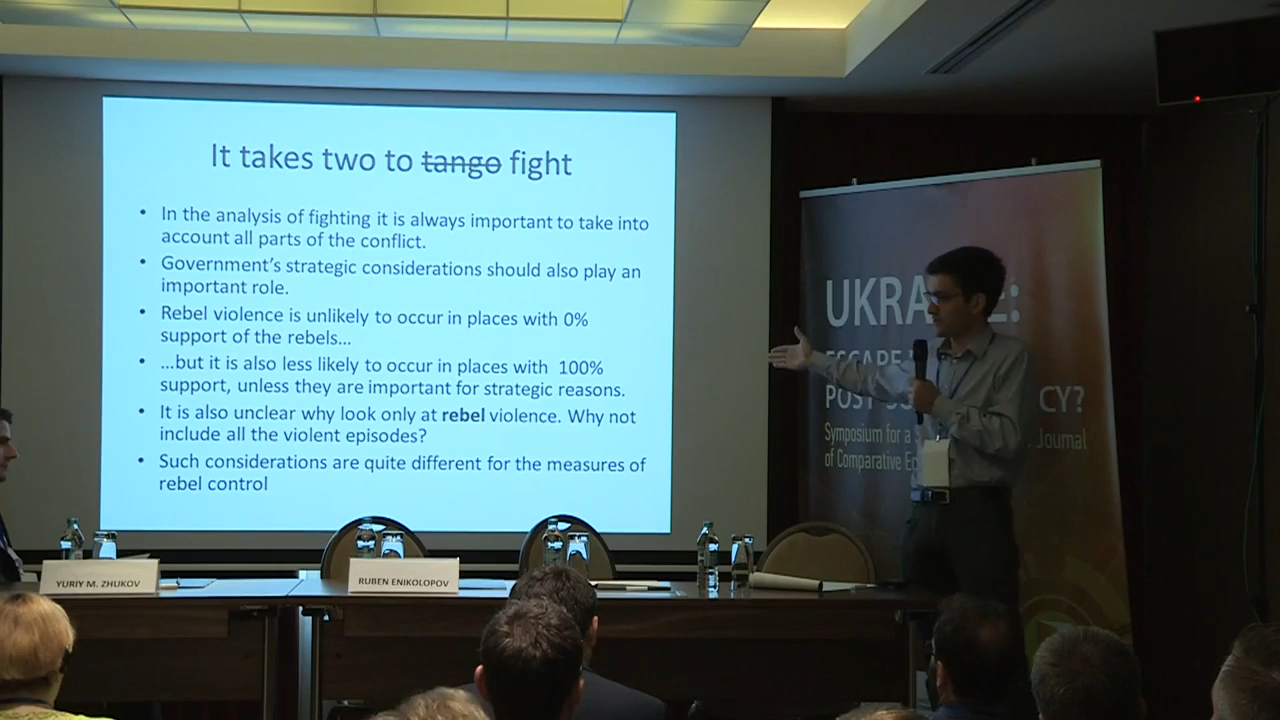 It takes two to tango fight
• In the analysis of fighting it is always important to take into
account all parts of the conflict.
• Government's strategic considerations should also play an
important role.
• Rebel violence is unlikely to occur in places with 0%
support of the rebels...
• ...but it is also less likely to occur in places with 100%
support, unless they are important for strategic reasons.
• It is also unclear why look only at rebel violence. Why not
include all the violent episodes?
• Such considerations are quite different for the measures of
rebel control
UKRA E:
ESCAPE
POST CY?
Symposium for a Journal
of Comparative
YURIY M. ZHUKOV
RUBEN ENIKOLOPOV